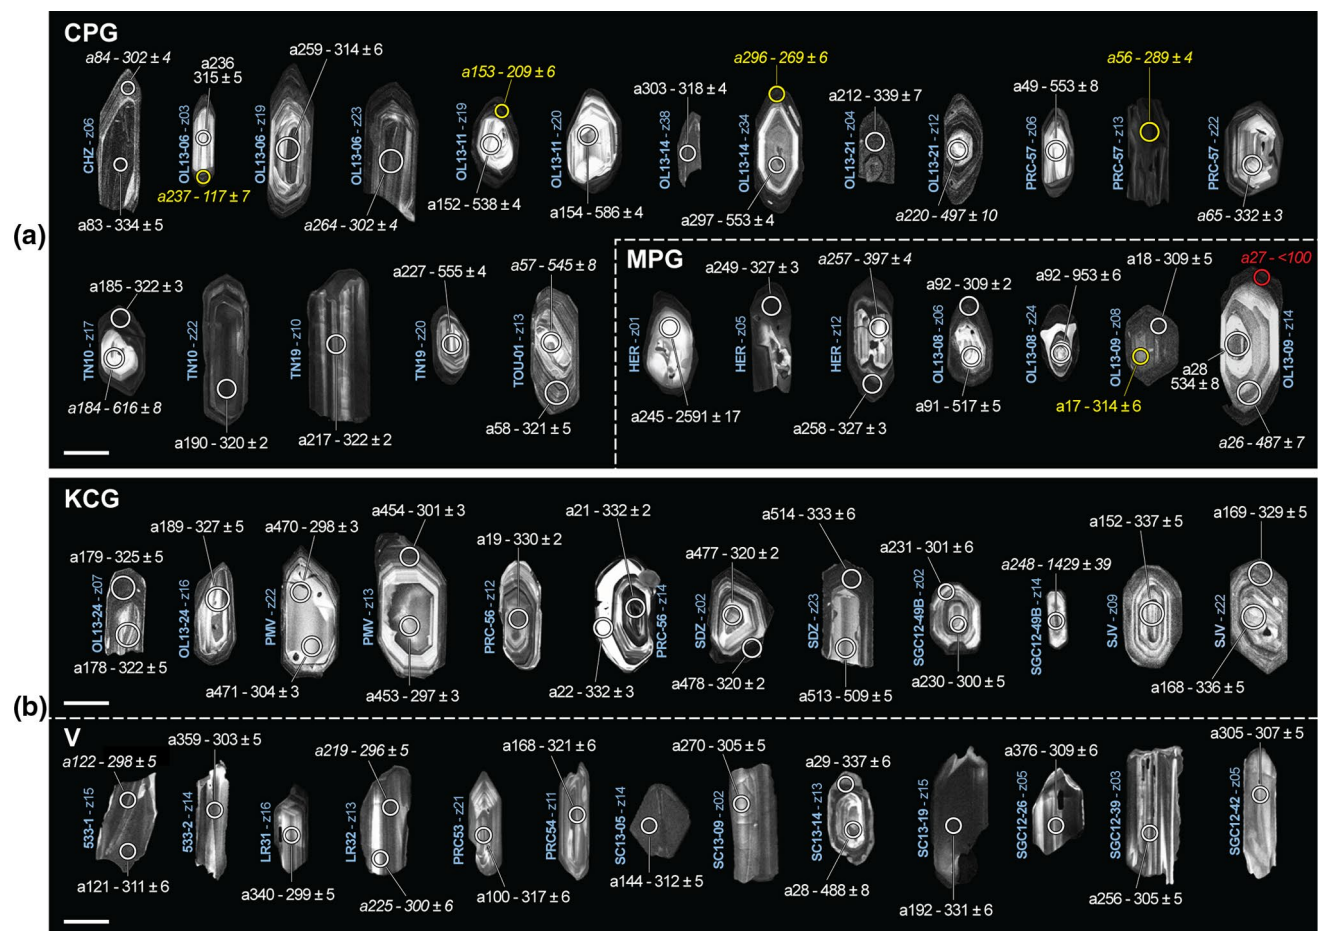 (a)
CPG
a84 - 302 ± 4
CHZ - z06
a83 - 334 ± 5
a236
315 ± 5
OL13-06 - z03
a237 - 117 ± 7
a259 - 314 ± 6
OL13-06 - z19
OL13-06 - z23
a264 - 302 ± 4
a153 - 209 ± 6
OL13-11 - z19
a152 - 538 ± 4
OL13-11 - z20
a154 - 586 ± 4
a303 - 318 ± 4
OL13-14 - z38
a296 - 269 ± 6
OL13-14 - z34
a297 - 553 ± 4
a212 - 339 ± 7
OL13-21 - z04
OL13-21 - z12
a220 - 497 ± 10
a49 - 553 ± 8
PRC-57 - z06
a56 - 289 ± 4
PRC-57 - z13
PRC-57 - z22
a65 - 332 ± 3
a185 - 322 ± 3
TN10 - z17
a184 - 616 ± 8
TN10 - z22
a190 - 320 ± 2
TN19 - z10
a217 - 322 ± 2
a227 - 555 ± 4
TN19 - z20
a57 - 545 ± 8
TOU-01 - z13
a58 - 321 ± 5
MPG
HER - z01
a245 - 2591 ± 17
a249 - 327 ± 3
HER - z05
a257 - 397 ± 4
HER - z12
a258 - 327 ± 3
a92 - 309 ± 2
OL13-08 - z06
a91 - 517 ± 5
a92 - 953 ± 6
OL13-08 - z24
a18 - 309 ± 5
OL13-09 - z08
a17 - 314 ± 6
a27 - <100
a28
534 ± 8
OL13-09 - z14
a26 - 487 ± 7
(b)
KCG
a179 - 325 ± 5
OL13-24 - z07
a178 - 322 ± 5
a189 - 327 ± 5
OL13-24 - z16
a470 - 298 ± 3
PMV - z22
a471 - 304 ± 3
a454 - 301 ± 3
PMV - z13
a453 - 297 ± 3
a19 - 330 ± 2
PRC-56 - z12
a21 - 332 ± 2
PRC-56 - z14
a22 - 332 ± 3
a477 - 320 ± 2
SDZ - z02
a478 - 320 ± 2
a514 - 333 ± 6
SDZ - z23
a513 - 509 ± 5
a231 - 301 ± 6
SGC12-49B - z02
a230 - 300 ± 5
a248 - 1429 ± 39
SGC12-49B - z14
a152 - 337 ± 5
SJV - z09
a169 - 329 ± 5
SJV - z22
a168 - 336 ± 5
V
a122 - 298 ± 5
533-1 - z15
a121 - 311 ± 6
a359 - 303 ± 5
533-2 - z14
LR31 - z16
a340 - 299 ± 5
a219 - 296 ± 5
LR32 - z13
a225 - 300 ± 6
PRC53 - z21
a100 - 317 ± 6
a168 - 321 ± 6
PRC54 - z11
SC13-05 - z14
a144 - 312 ± 5
a270 - 305 ± 5
SC13-09 - z02
a29 - 337 ± 6
SC13-14 - z13
a28 - 488 ± 8
SC13-19 - z15
a192 - 331 ± 6
a376 - 309 ± 6
SGC12-26 - z05
SGC12-39 - z03
a256 - 305 ± 5
a305 - 307 ± 5
SGC12-42 - z05